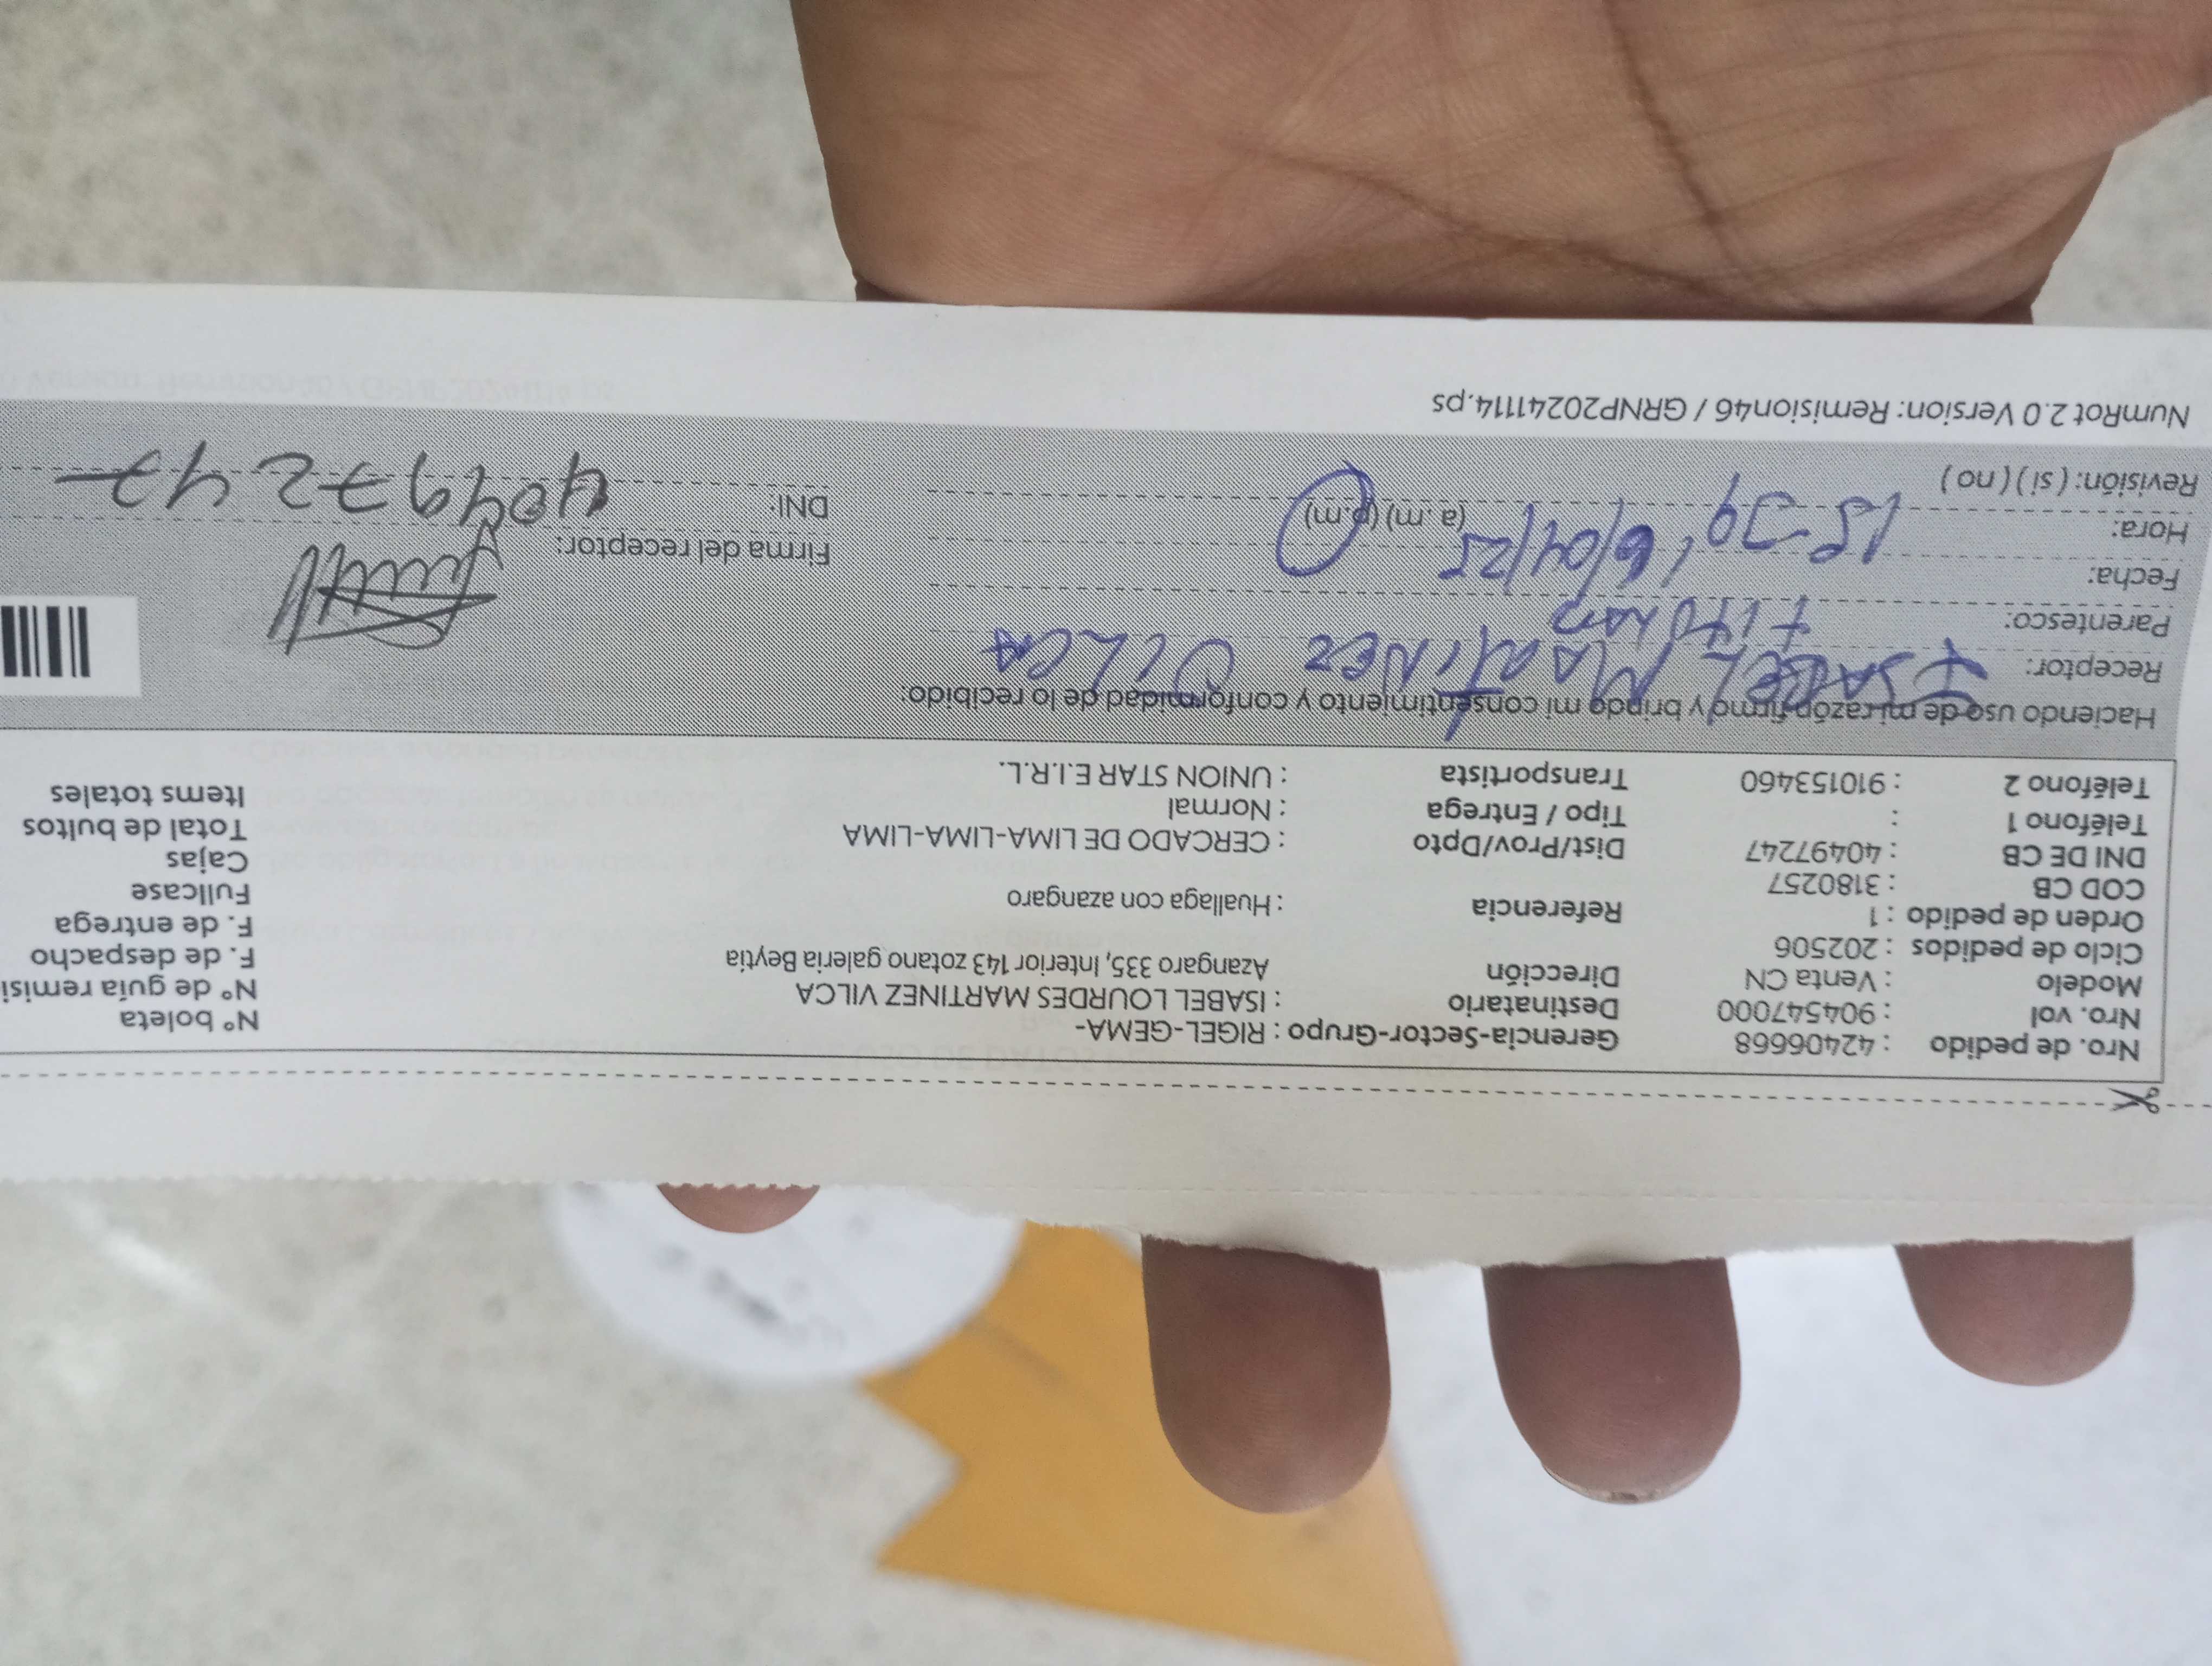 Nro. de pedido : 42406668 Gerencia-Sector-Grupo : RIGEL-GEMA- Nº boleta
Nro. vol : 904547000 Destinatario : ISABEL LOURDES MARTINEZ VILCA Nº de guía remisi
Modelo : Venta CN Dirección Azangaro 335, Interior 143 zotano galeria Beytia F. de despacho
Ciclo de pedidos : 202506 F. de entrega
Orden de pedido : 1 Referencia : Huallaga con azangaro Fullcase
COD CB : 3180257 Cajas
DNI DE CB : 40497247 Dist/Prov/Dpto : CERCADO DE LIMA-LIMA-LIMA Total de bultos
Teléfono 1 : Tipo / Entrega : Normal Items totales
Teléfono 2 : 910153460 Transportista : UNION STAR E.I.R.L.
Haciendo uso de mi razón firmo y brindo mi consentimiento y conformidad de lo recibido:
Receptor: ISABEL MARTINEZ VILCA
Parentesco: titular
Fecha: 16/04/25 Firma del receptor:
Hora: 15-39 (a.m) (p.m) DNI: 40497247
Revisión: ( si ) ( no )
NumRot 2.0 Version: Remision46 / GRNP20241114.ps